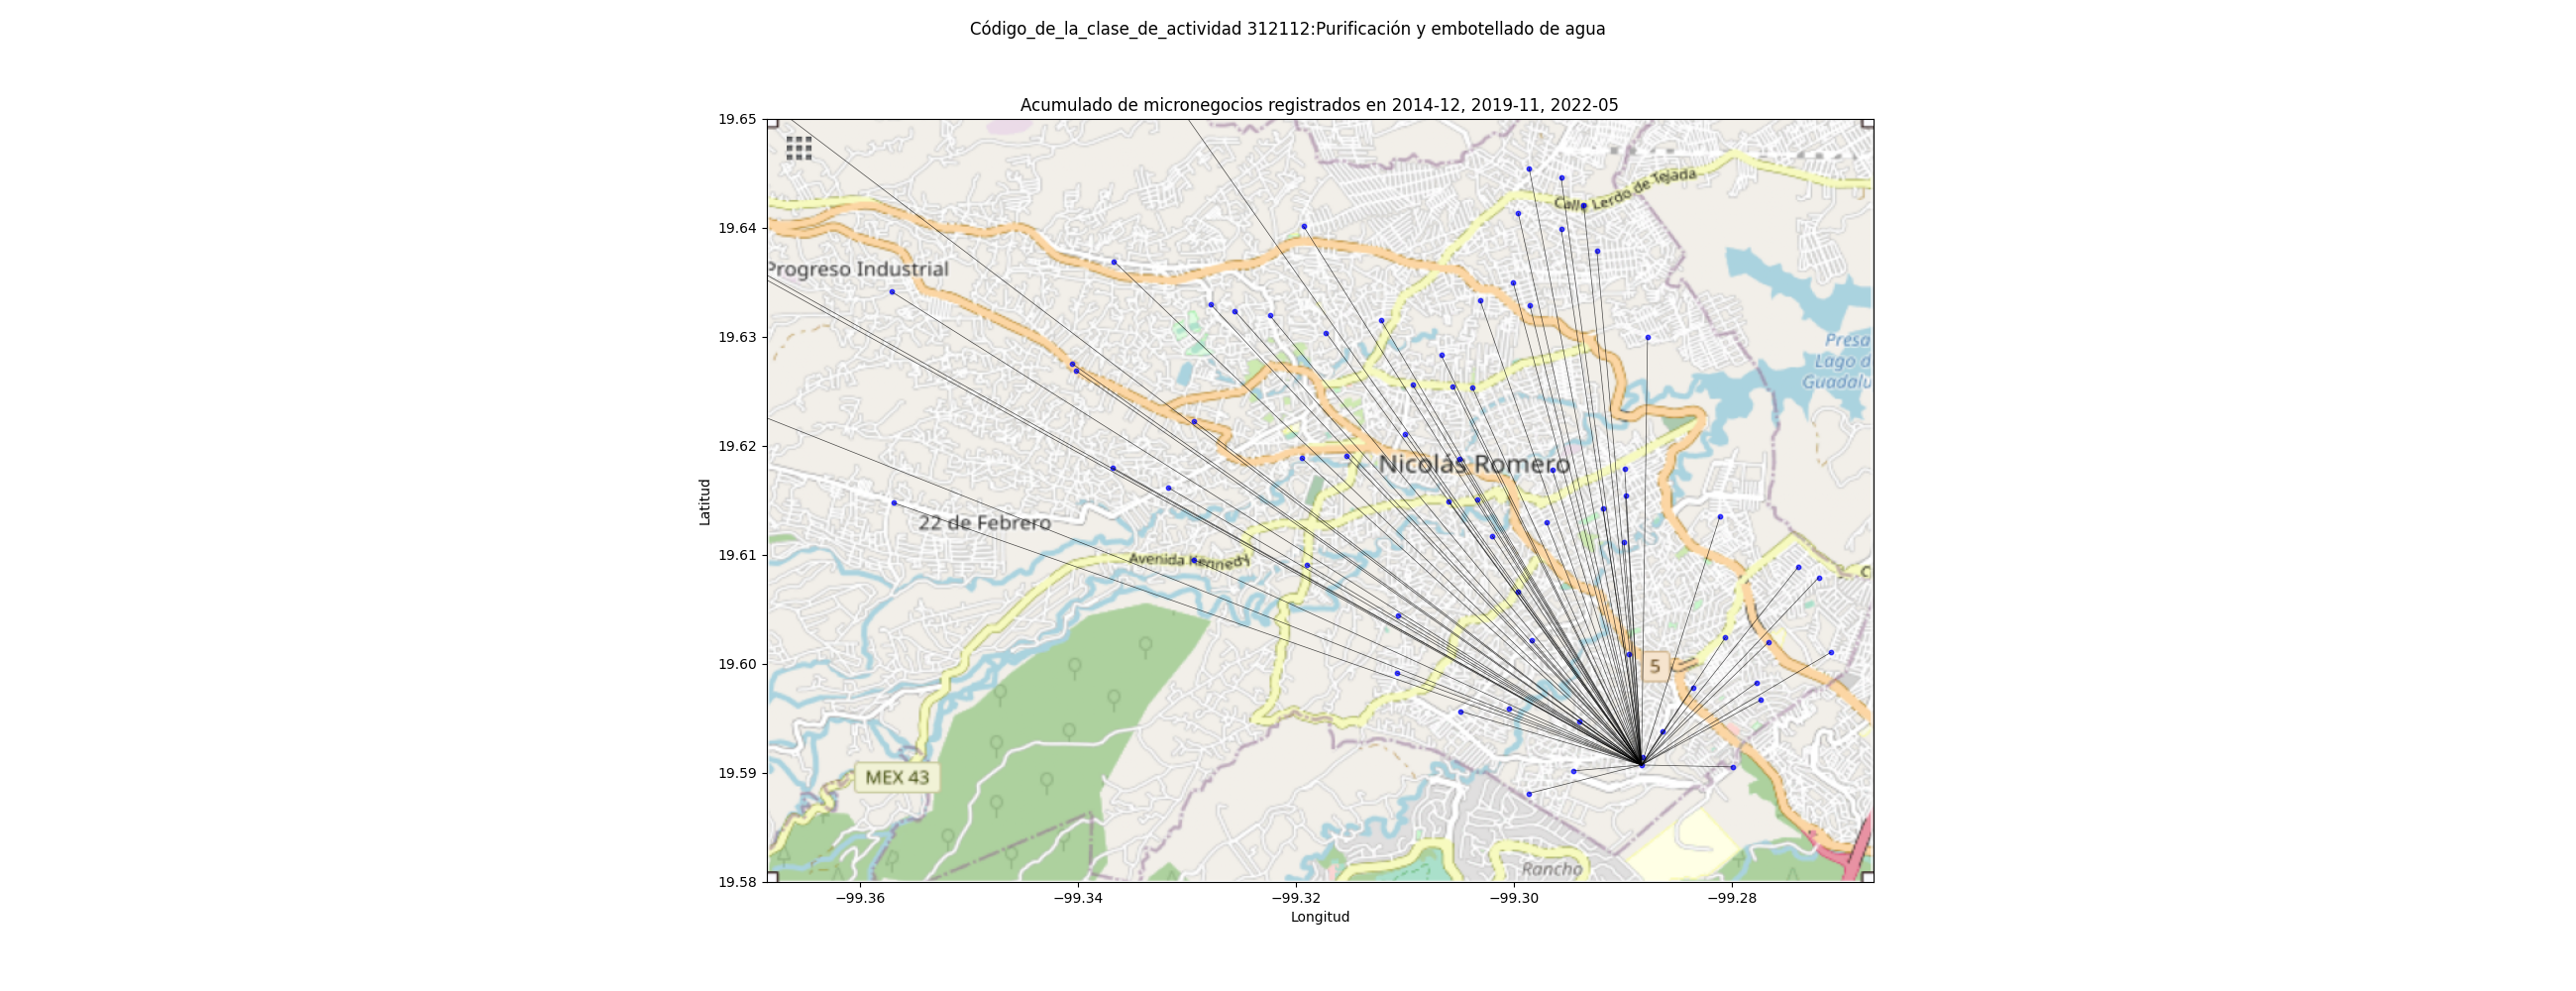 Código_de_la_clase_de_actividad 312112:Purificación y embotellado de agua
Acumulado de micronegocios registrados en 2014-12, 2019-11, 2022-05
19.65
19.64
19.63
19.62
19.61
19.60
19.59
19.58
Latitud
Calle Lerdo de Tejada
Progreso Industrial
Presa
Lago d
Guadalu
Nicolás Romero
22 de Febrero
Avenida Kennedy
C
5
MEX 43
Rancho
−99.36
−99.34
−99.32
−99.30
−99.28
Longitud